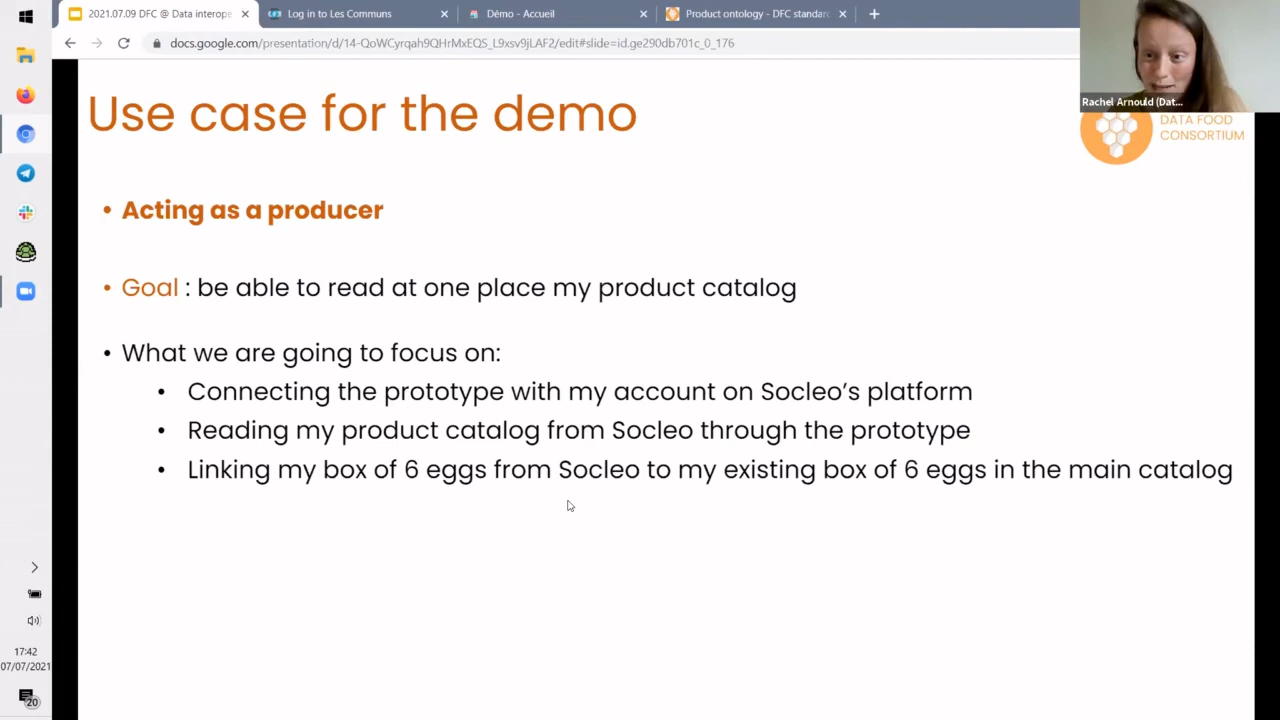 2021.07.09 DFC @ Data interope
Log in to Les Communs
Démo - Accueil
Product ontology - DFC standar
docs.google.com/presentation/d/14-QoWCyrqah9QHrMxEQS_L9xsv9jLAF2/edit#slide=id.ge290db701c_0_176
Rachel Arnould (Dat...
DATA FOOD
CONSORTIUM
Use case for the demo
• Acting as a producer
• Goal : be able to read at one place my product catalog
• What we are going to focus on:
• Connecting the prototype with my account on Socleo’s platform
• Reading my product catalog from Socleo through the prototype
• Linking my box of 6 eggs from Socleo to my existing box of 6 eggs in the main catalog
17:42
07/07/2021
20